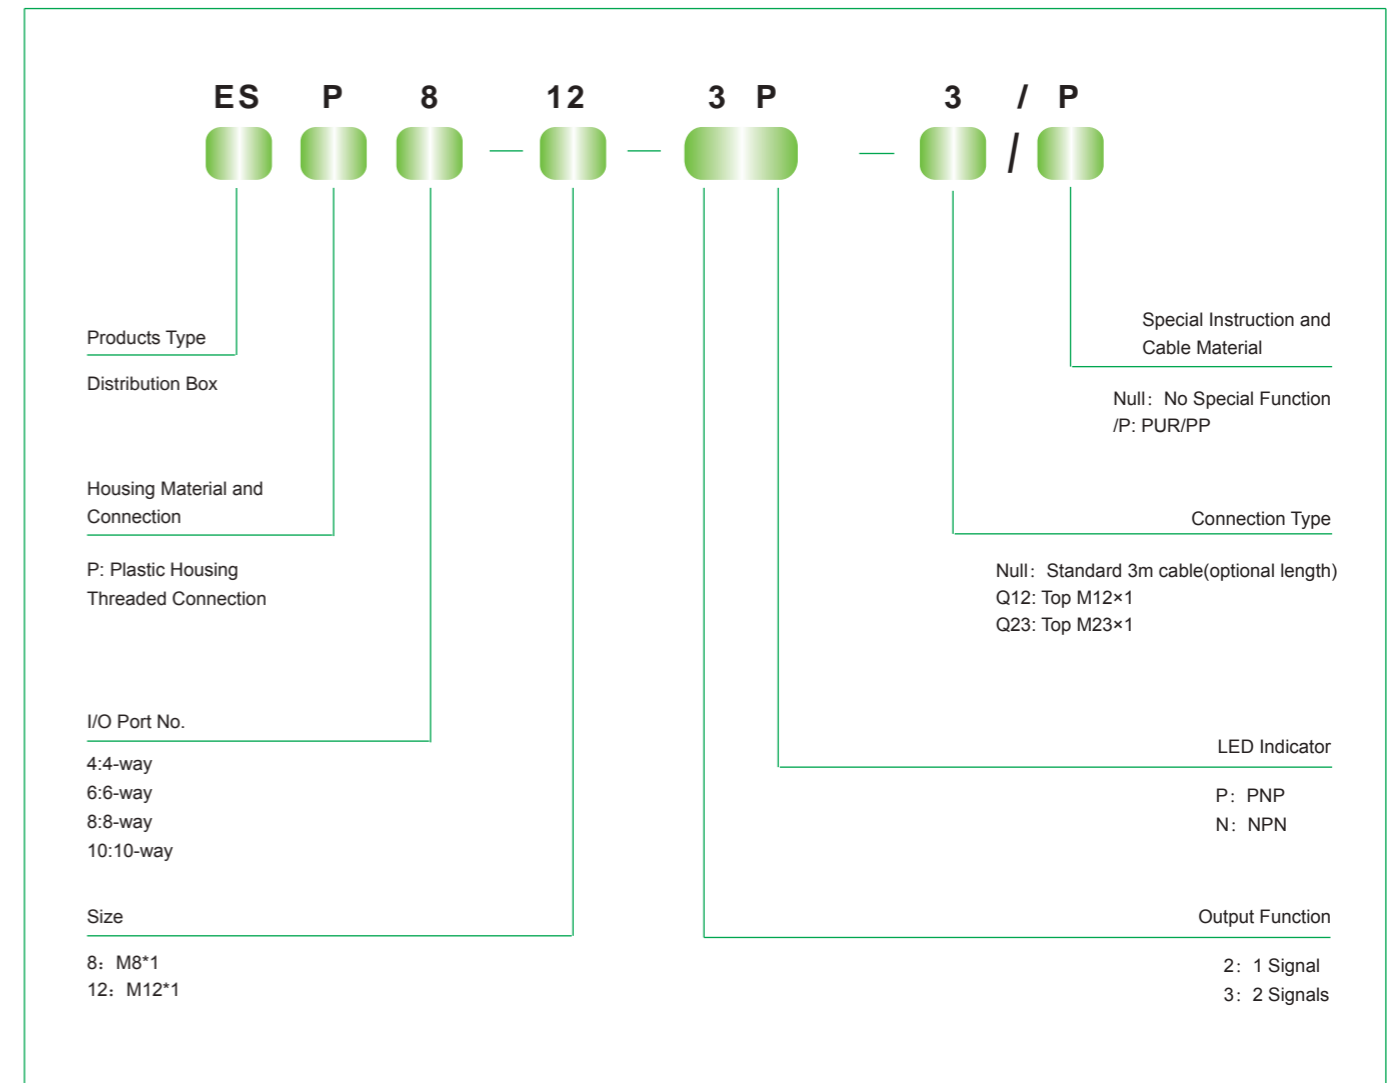 ES P 8 12 3 P 3 / P
— — — /
Products Type
Distribution Box
Housing Material and
Connection
P: Plastic Housing
Threaded Connection
I/O Port No.
4:4-way
6:6-way
8:8-way
10:10-way
Size
8：M8*1
12：M12*1
Special Instruction and
Cable Material
Null：No Special Function
/P: PUR/PP
Connection Type
Null：Standard 3m cable(optional length)
Q12: Top M12×1
Q23: Top M23×1
LED Indicator
P：PNP
N：NPN
Output Function
2：1 Signal
3：2 Signals